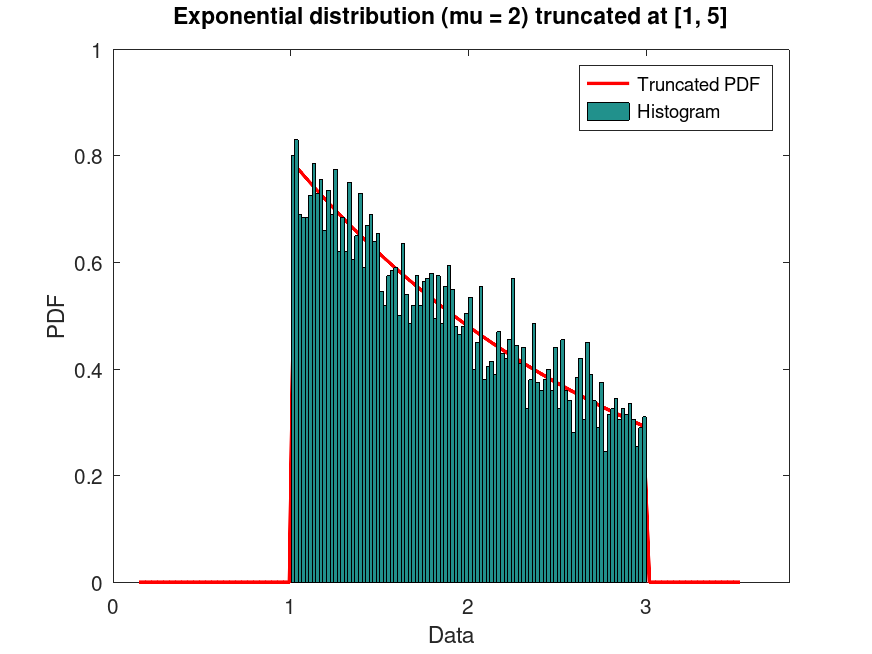 Exponential distribution (mu = 2) truncated at [1, 5]
1
0.8
0.6
0.4
0.2
0
PDF
Truncated PDF
Histogram
0 1 2 3
Data